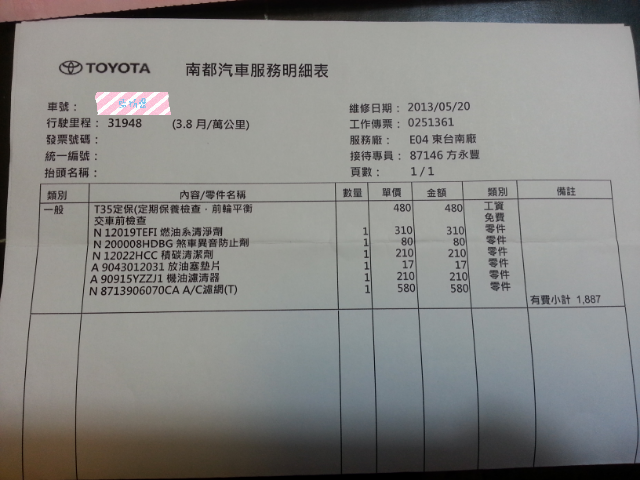 TOYOTA 南都汽車服務明細表
車號：
維修日期：2013/05/20
行駛里程：31948 (3.8 月/萬公里)
工作傳票：0251361
發票號碼：
服務廠： E04 東台南廠
統一編號：
接待專員：87146 方永豐
抬頭名稱：
頁數： 1 / 1
類別 內容/零件名稱 數量 單價 金額 類別 備註
一般 T35定保(定期保養檢查‧前輪平衡 480 480 工資
交車前檢查 免費
N 12019TEFI 燃油系清淨劑 1 310 310 零件
N 200008HDBG 煞車異音防止劑 1 80 80 零件
N 12022HCC 積碳清潔劑 1 210 210 零件
A 9043012031 放油塞墊片 1 17 17 零件
A 90915YZZJ1 機油濾清器 1 210 210 零件
N 8713906070CA A/C濾網(T) 1 580 580 零件
有費小計 1,887